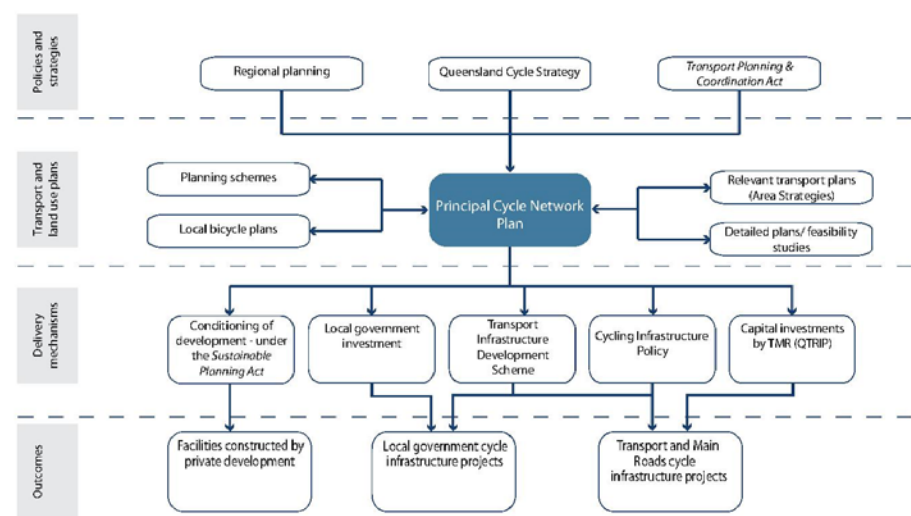 Policies and
strategies
Regional planning
Queensland Cycle Strategy
Transport Planning &
Coordination Act
Transport and
land use plans
Planning schemes
Local bicycle plans
Principal Cycle Network
Plan
Relevant transport plans
(Area Strategies)
Detailed plans/ feasibility
studies
Delivery
mechanisms
Conditioning of
development - under
the Sustainable
Planning Act
Local government
investment
Transport
Infrastructure
Development
Scheme
Cycling Infrastructure
Policy
Capital investments
by TMR (QTRIP)
Outcomes
Facilities constructed by
private development
Local government cycle
infrastructure projects
Transport and Main
Roads cycle
infrastructure projects